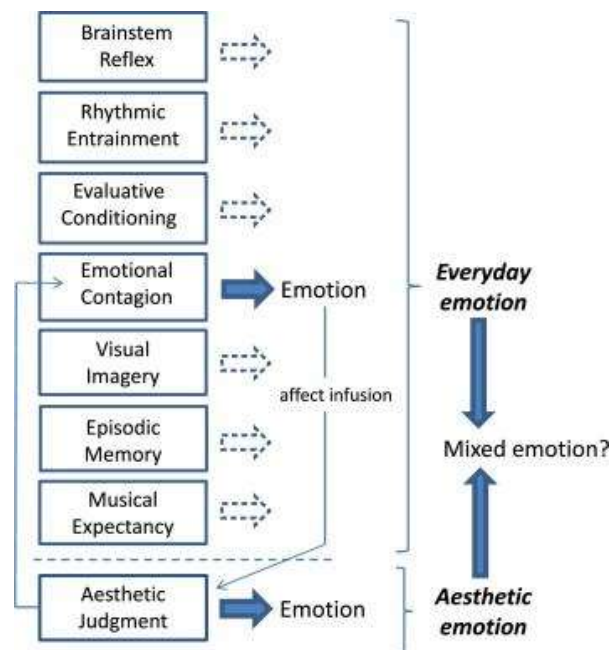 Brainstem
Reflex
Rhythmic
Entrainment
Evaluative
Conditioning
Emotional
Contagion
Emotion
Everyday
emotion
Visual
Imagery
affect infusion
Episodic
Memory
Mixed emotion?
Musical
Expectancy
Aesthetic
Judgment
Emotion
Aesthetic
emotion